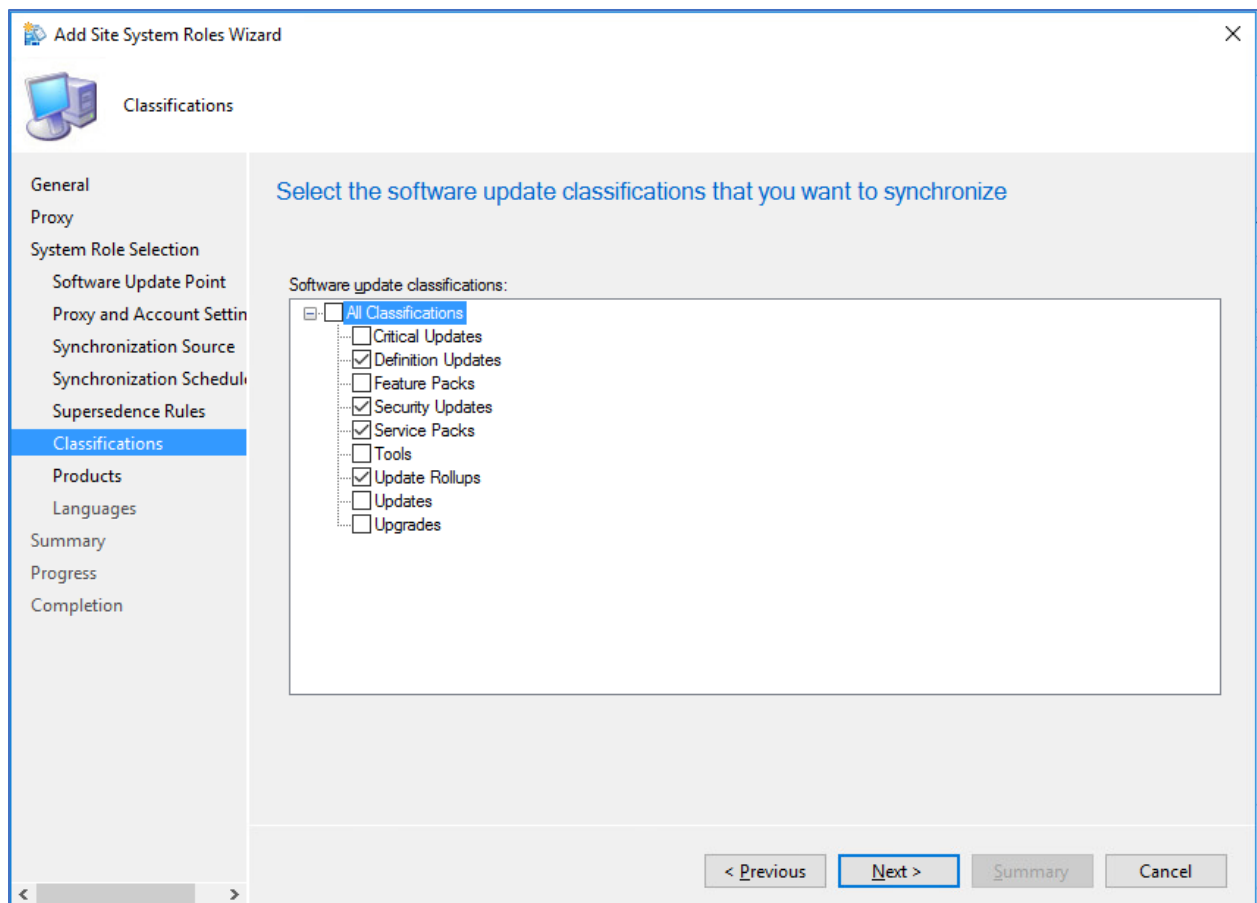 Add Site System Roles Wizard
Classifications
General
Proxy
System Role Selection
Software Update Point
Proxy and Account Settin
Synchronization Source
Synchronization Schedul
Supersedence Rules
Classifications
Products
Languages
Summary
Progress
Completion
Select the software update classifications that you want to synchronize
Software update classifications:
All Classifications
Critical Updates
Definition Updates
Feature Packs
Security Updates
Service Packs
Tools
Update Rollups
Updates
Upgrades
< Previous
Next >
Summary
Cancel